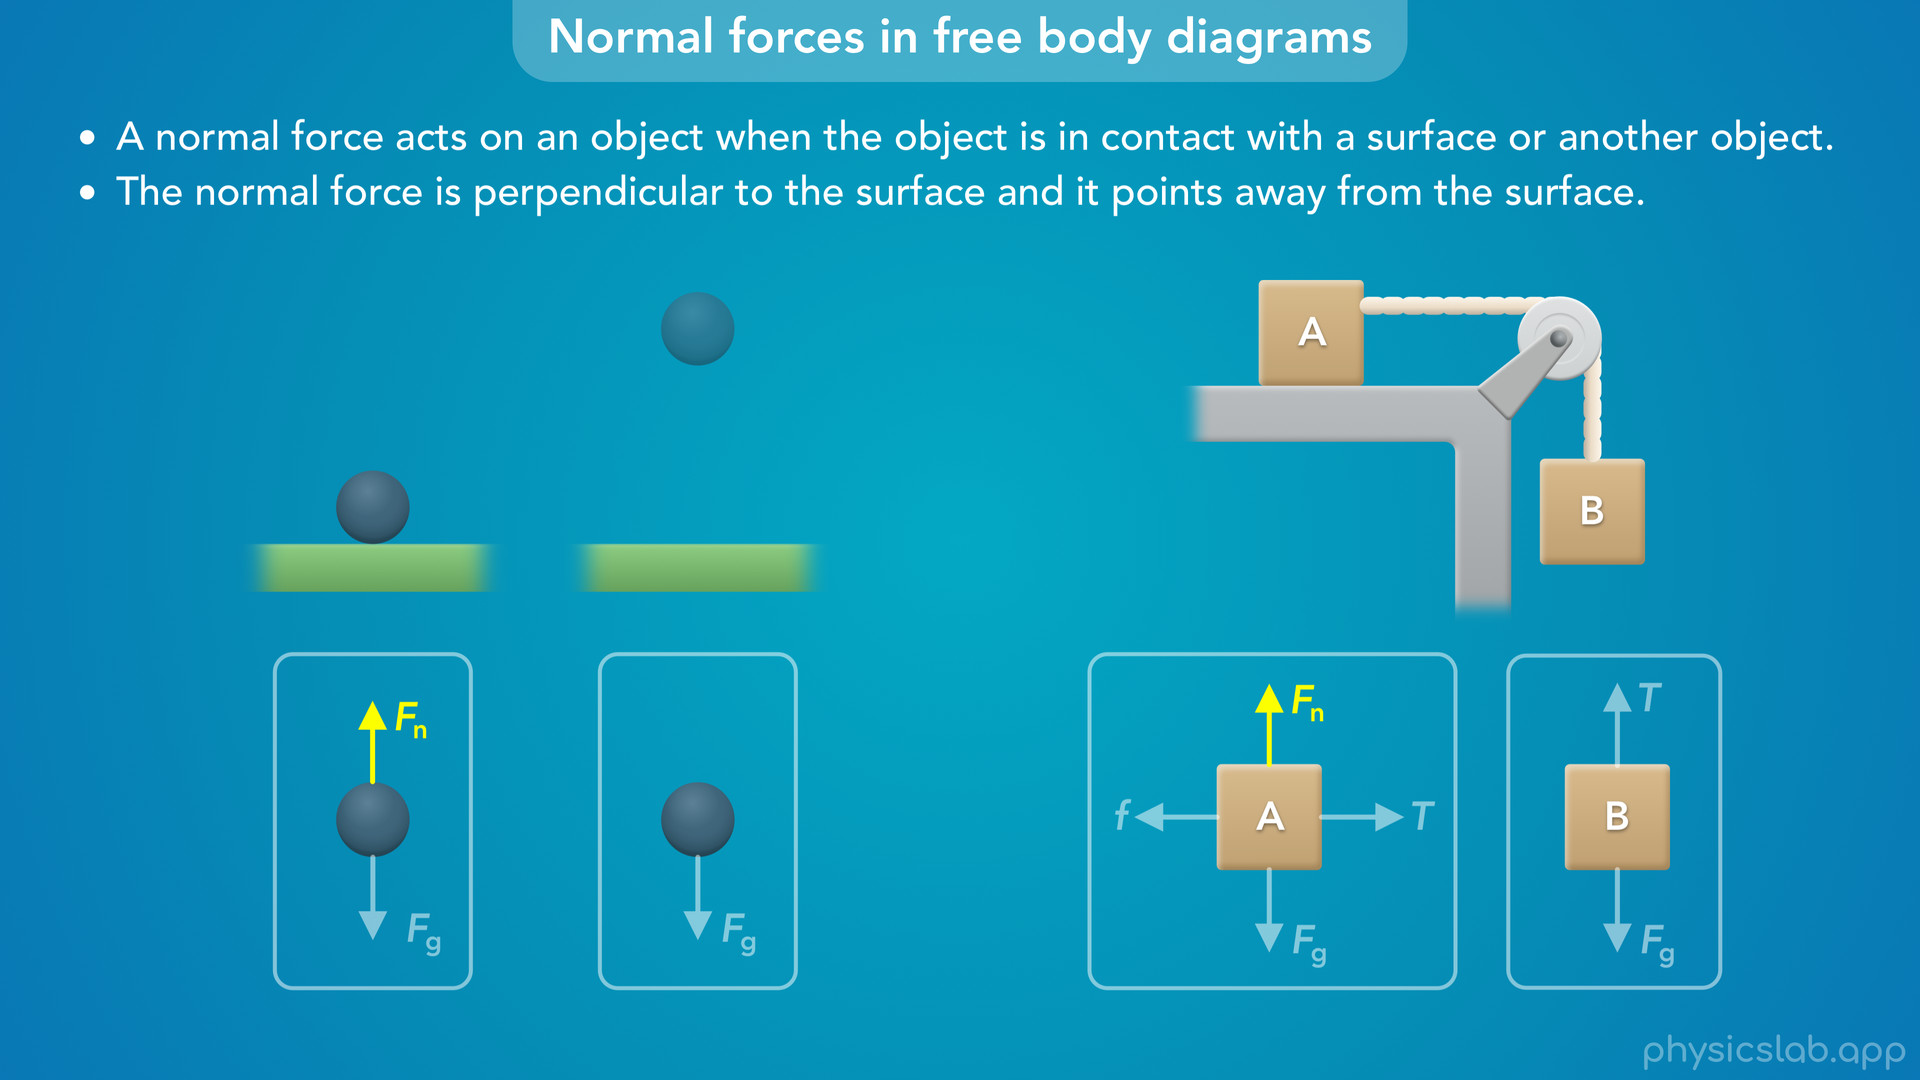 Normal forces in free body diagrams
• A normal force acts on an object when the object is in contact with a surface or another object.
• The normal force is perpendicular to the surface and it points away from the surface.
A
B
Fn
Fg
Fg
Fn
f
A
T
Fg
T
B
Fg
physicslab.app